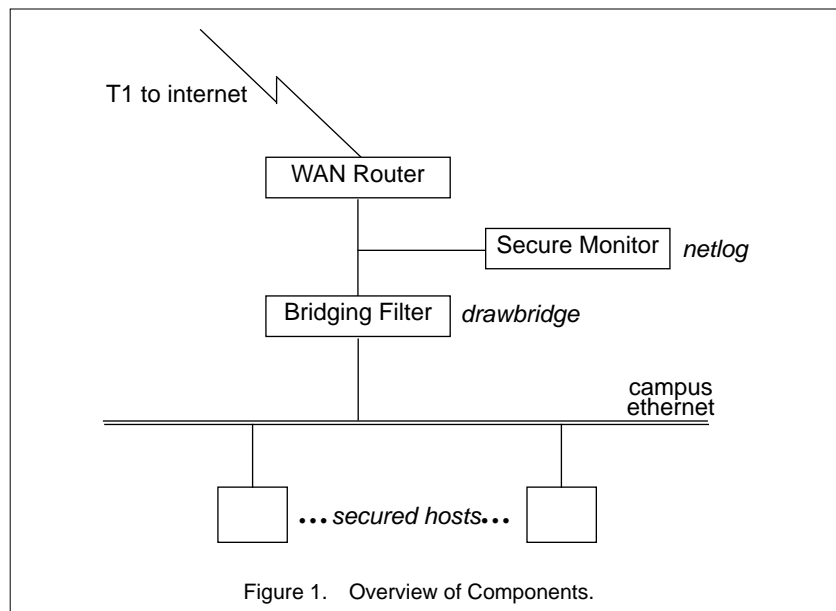 T1 to internet
WAN Router
Secure Monitor netlog
Bridging Filter drawbridge
campus
ethernet
... secured hosts...
Figure 1. Overview of Components.